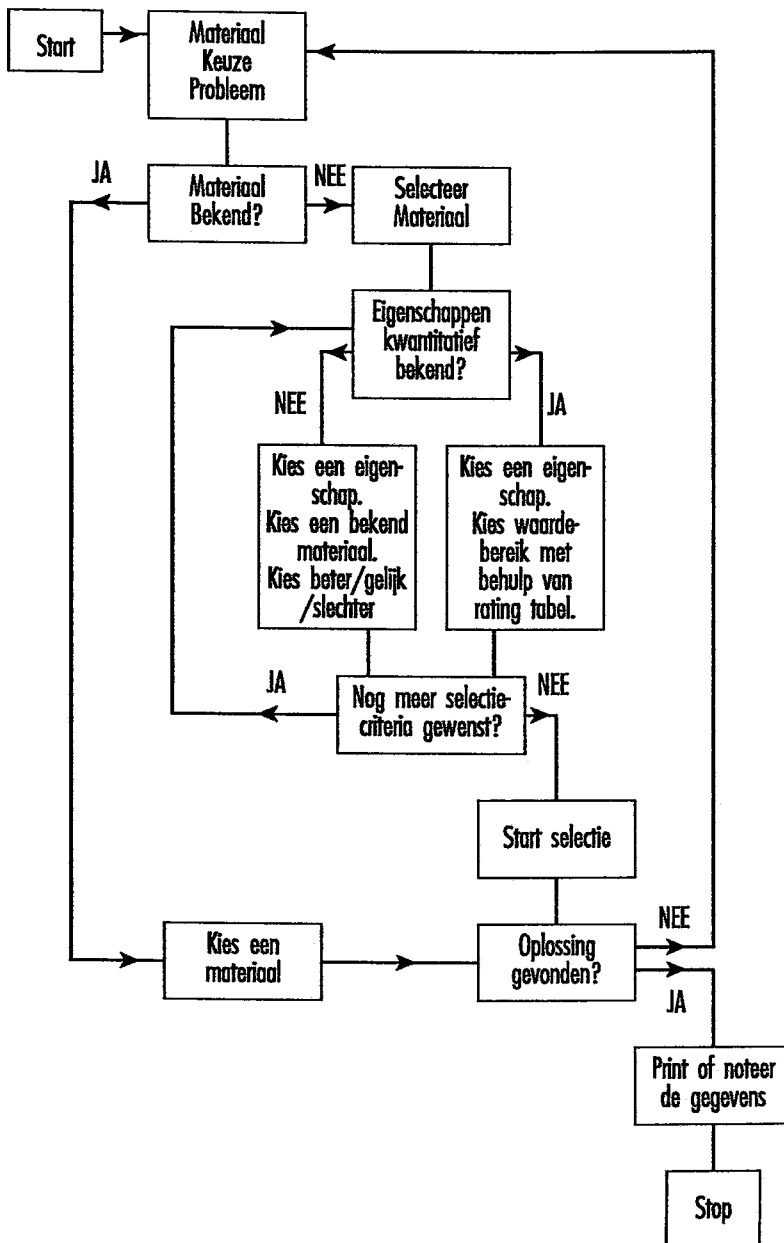 Start
Materiaal
Keuze
Probleem
JA
Materiaal
Bekend?
NEE
Selecteer
Materiaal
Eigenschappen
kwantitatief
bekend?
NEE
JA
Kies een eigen-
schap.
Kies een bekend
materiaal.
Kies beter/gelijk
/slechter
Kies een eigen-
schap.
Kies waarde-
bereik met
behulp van
rating tabel.
JA
Nog meer selectie-
criteria gewenst?
NEE
Start selectie
Kies een
materiaal
Oplossing
gevonden?
NEE
JA
Print of noteer
de gegevens
Stop